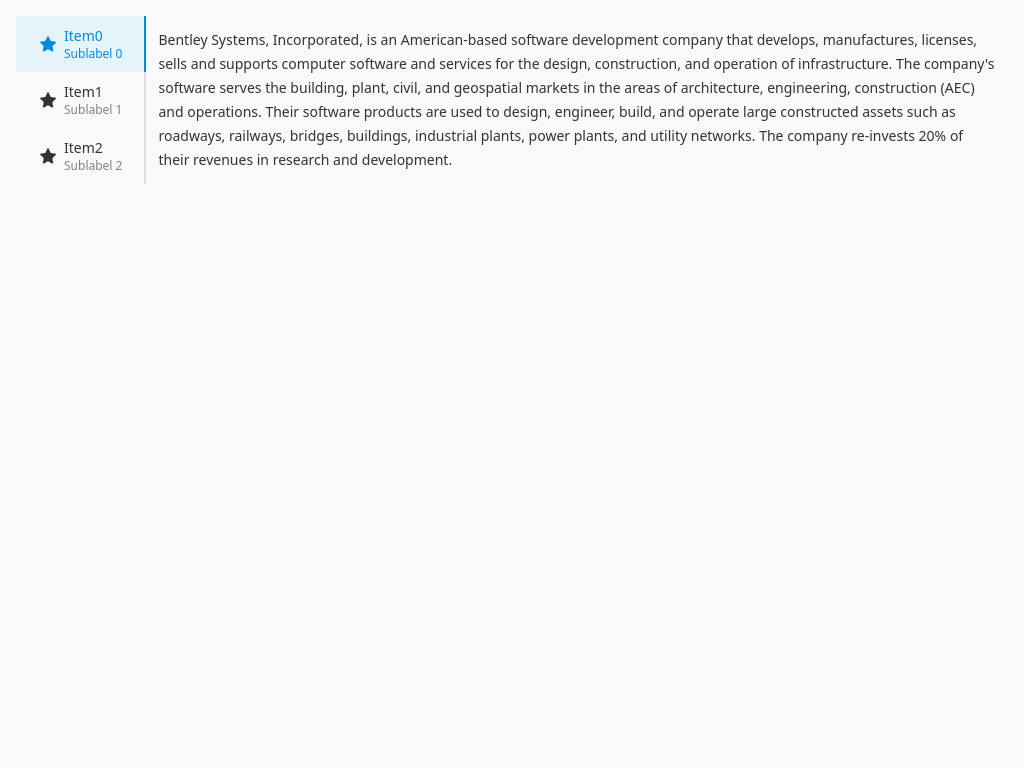 Item0
Sublabel 0
Item1
Sublabel 1
Item2
Sublabel 2
Bentley Systems, Incorporated, is an American-based software development company that develops, manufactures, licenses,
sells and supports computer software and services for the design, construction, and operation of infrastructure. The company's
software serves the building, plant, civil, and geospatial markets in the areas of architecture, engineering, construction (AEC)
and operations. Their software products are used to design, engineer, build, and operate large constructed assets such as
roadways, railways, bridges, buildings, industrial plants, power plants, and utility networks. The company re-invests 20% of
their revenues in research and development.